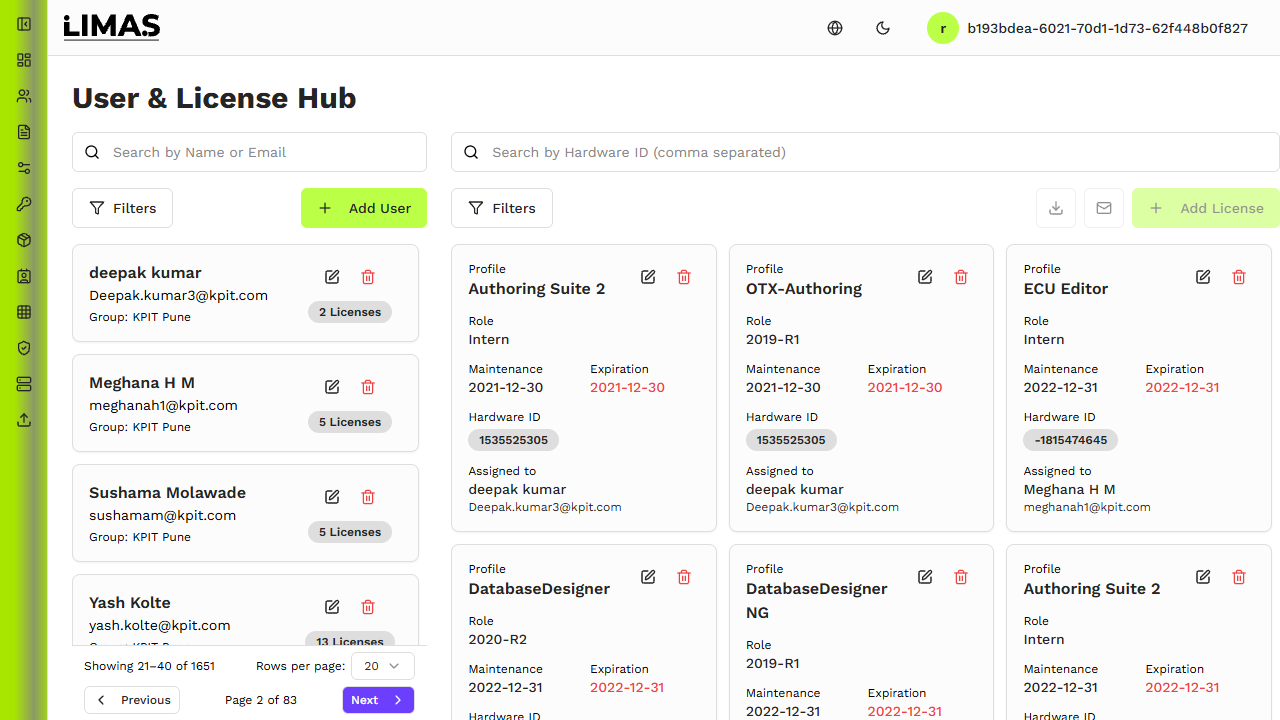 LIMAS
r
b193bdea-6021-70d1-1d73-62f448b0f827
User & License Hub
Search by Name or Email
Filters
Add User
deepak kumar
Deepak.kumar3@kpit.com
Group: KPIT Pune
2 Licenses
Meghana H M
meghanah1@kpit.com
Group: KPIT Pune
5 Licenses
Sushama Molawade
sushamam@kpit.com
Group: KPIT Pune
5 Licenses
Yash Kolte
yash.kolte@kpit.com
13 Licenses
Showing 21–40 of 1651
Rows per page:
20
Previous
Page 2 of 83
Next
Search by Hardware ID (comma separated)
Filters
Add License
Profile
Authoring Suite 2
Role
Intern
Maintenance
Expiration
2021-12-30
2021-12-30
Hardware ID
1535525305
Assigned to
deepak kumar
Deepak.kumar3@kpit.com
Profile
OTX-Authoring
Role
2019-R1
Maintenance
Expiration
2021-12-30
2021-12-30
Hardware ID
1535525305
Assigned to
deepak kumar
Deepak.kumar3@kpit.com
Profile
ECU Editor
Role
Intern
Maintenance
Expiration
2022-12-31
2022-12-31
Hardware ID
-1815474645
Assigned to
Meghana H M
meghanah1@kpit.com
Profile
DatabaseDesigner
Role
2020-R2
Maintenance
Expiration
2022-12-31
2022-12-31
Hardware ID
Profile
DatabaseDesigner
NG
Role
2019-R1
Maintenance
Expiration
2022-12-31
2022-12-31
Profile
Authoring Suite 2
Role
Intern
Maintenance
Expiration
2022-12-31
2022-12-31
Hardware ID